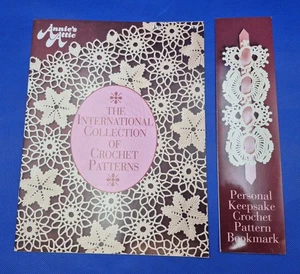 Annie's
Attic
THE
INTERNATIONAL
COLLECTION
OF
CROCHET
PATTERNS
Personal
Keepsake
Crochet
Pattern
Bookmark